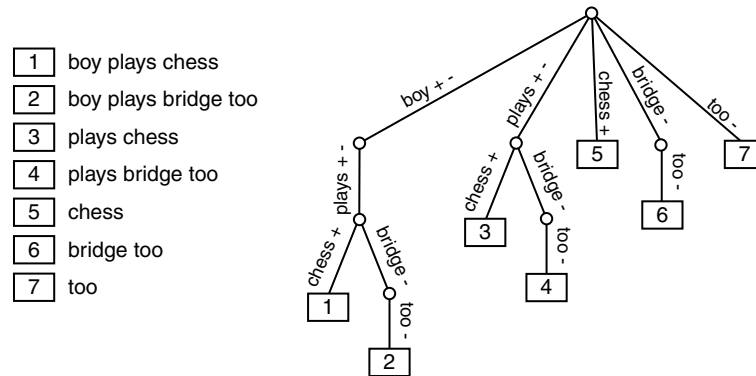 1 boy plays chess
2 boy plays bridge too
3 plays chess
4 plays bridge too
5 chess
6 bridge too
7 too
boy + -
plays + -
chess +
bridge -
too -
plays + -
chess +
bridge -
too -
5
7
chess +
bridge -
too -
3
6
too -
4
1
2